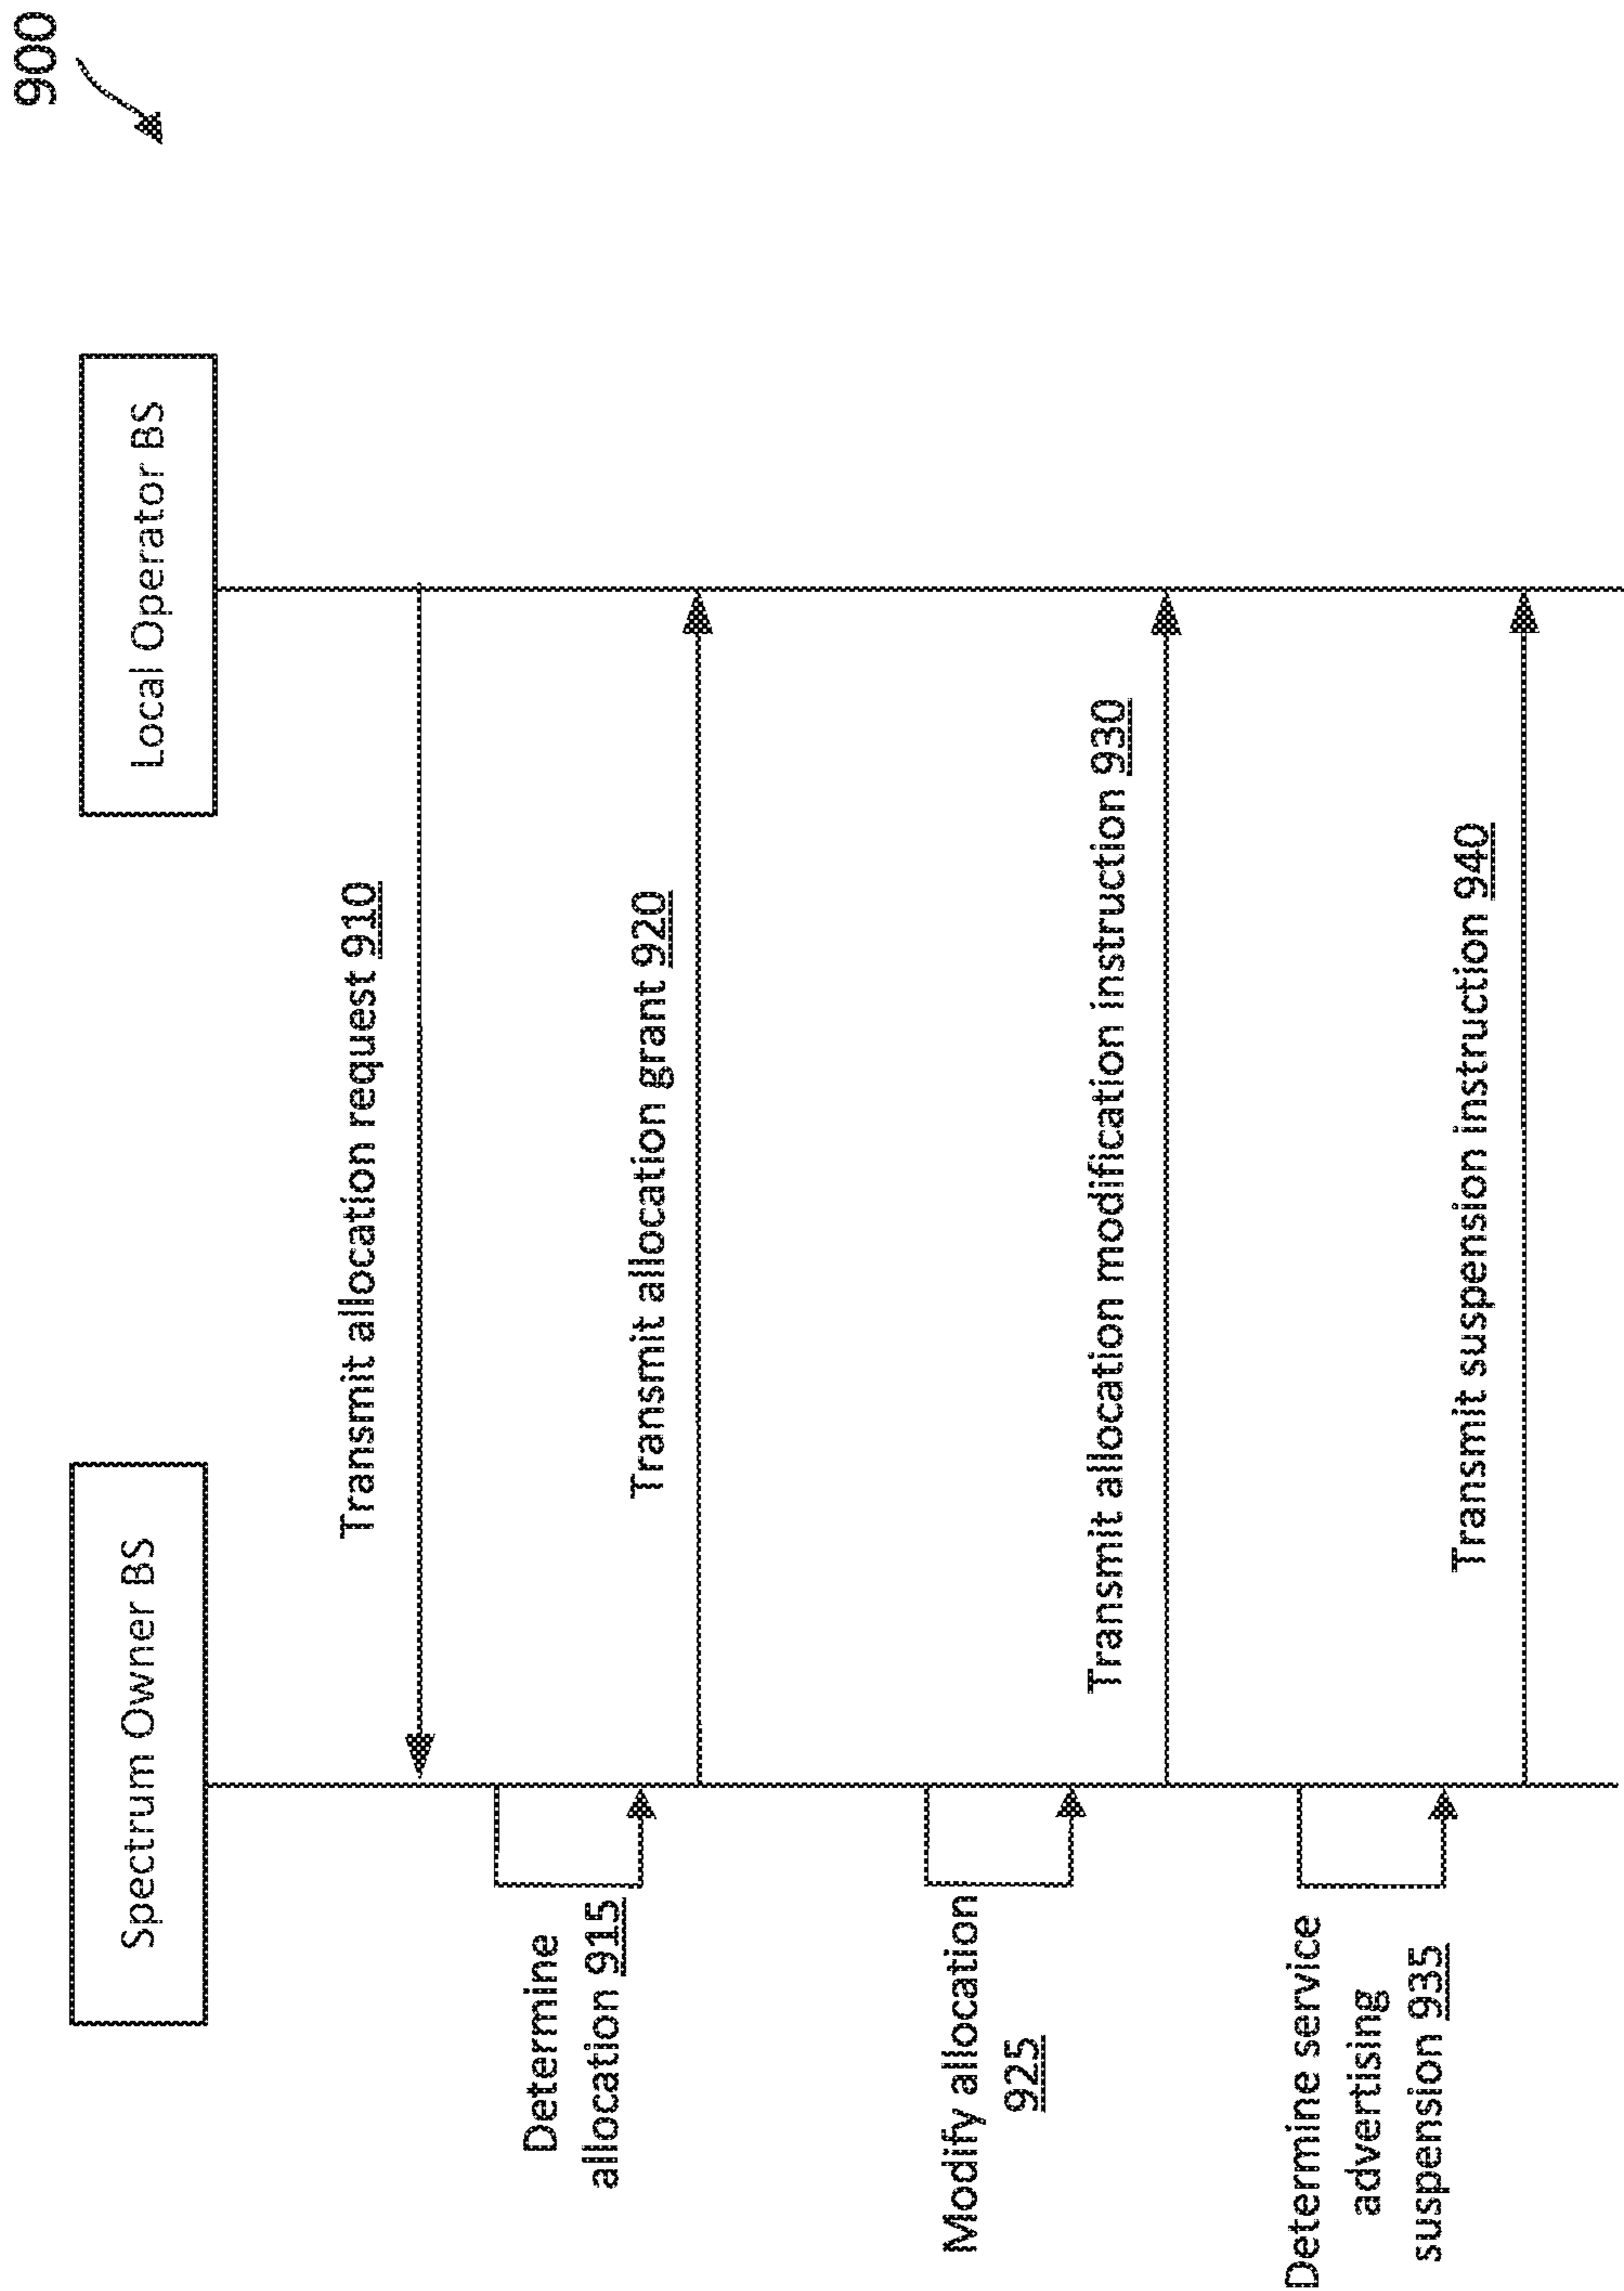 900
Spectrum Owner BS
Local Operator BS
Transmit allocation request 910
Determine
allocation 915
Transmit allocation grant 920
Modify allocation
925
Transmit allocation modification instruction 930
Determine service
advertising
suspension 935
Transmit suspension instruction 940